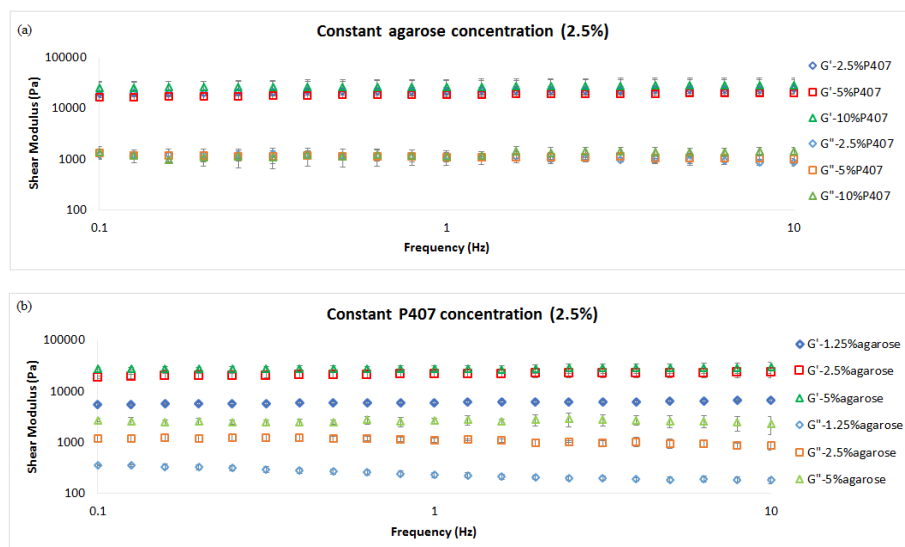 (a)
Constant agarose concentration (2.5%)
Shear Modulus (Pa)
100000
10000
1000
100
0.1
1
10
Frequency (Hz)
G'-2.5%P407
G'-5%P407
G'-10%P407
G"-2.5%P407
G"-5%P407
G"-10%P407
(b)
Constant P407 concentration (2.5%)
Shear Modulus (Pa)
100000
10000
1000
100
0.1
1
10
Frequency (Hz)
G'-1.25%agarose
G'-2.5%agarose
G'-5%agarose
G"-1.25%agarose
G"-2.5%agarose
G"-5%agarose